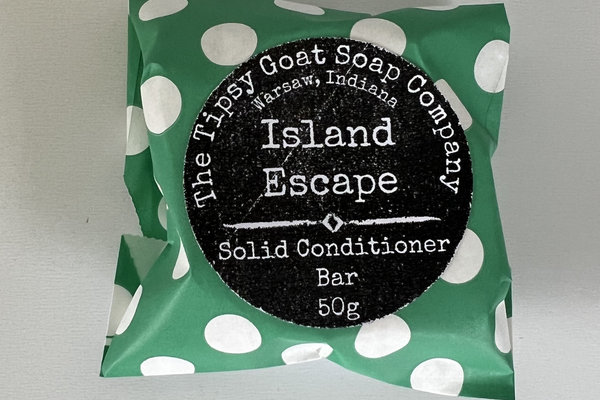 The Tipsy Goat Soap Company
Warsaw, Indiana
Island
Escape
Solid Conditioner
Bar
50g